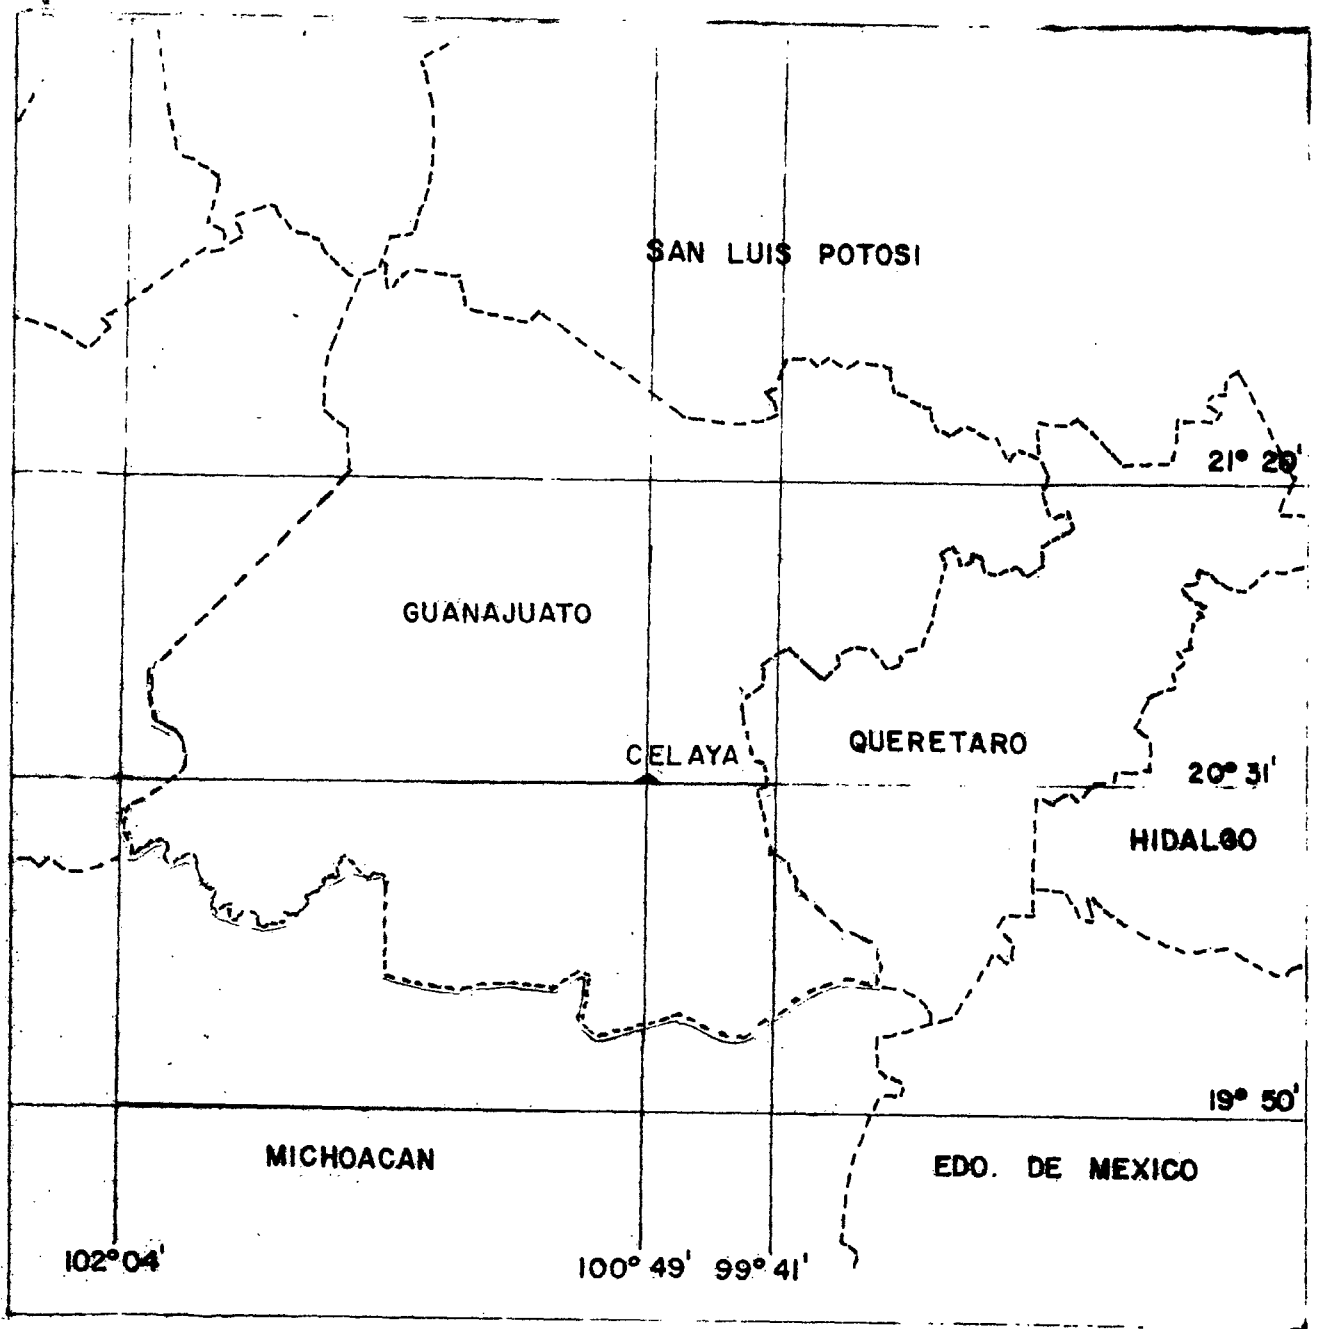 SAN LUIS POTOSI
21° 20'
GUANAJUATO
CELAYA
QUERETARO
20° 31'
HIDALGO
19° 50'
MICHOACAN
EDO. DE MEXICO
102° 04'
100° 49'
99° 41'